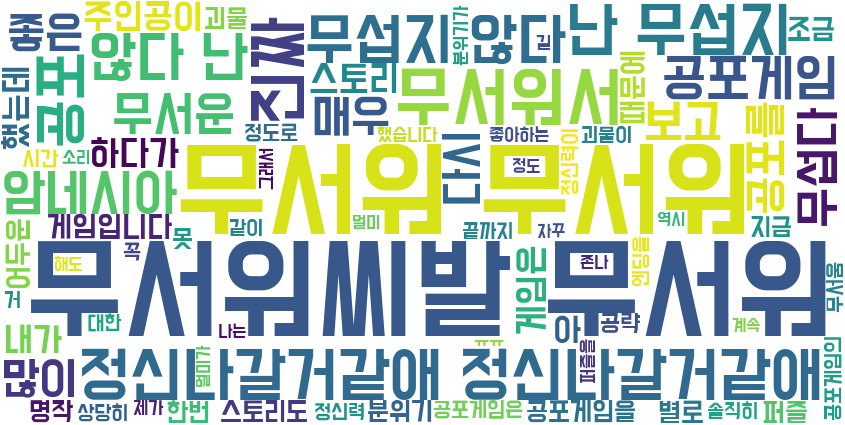 좋은 주인공이 괴물
않다 난
진짜
무섭지 않다
분위기가
길
난 무섭지
조금
했는데
공포
무서운
스토리
매우
무서워서
때문에
공포게임
정도로
했습니다
좋아하는
괴물이
보고
공포를
무섭다
시간 소리
하다가
그래서
무서워 무서워
다시
정도
정신력이
암네시아
게임입니다
같이
멀미
끝까지
자꾸
역시
지금
어두운
못
꼭
해도
무서워씨발 무서워
존나
엔딩을
무서움
게임은
거
대한
나는
아
공략
계속
내가
많이
정신나갈거같애 정신나갈거같애
멀미가
ㅠㅠ
퍼즐을
공포게임의
명작
상당히
제가
한번
스토리도
정신력
분위기
공포게임은
공포게임을
별로
솔직히
퍼즐